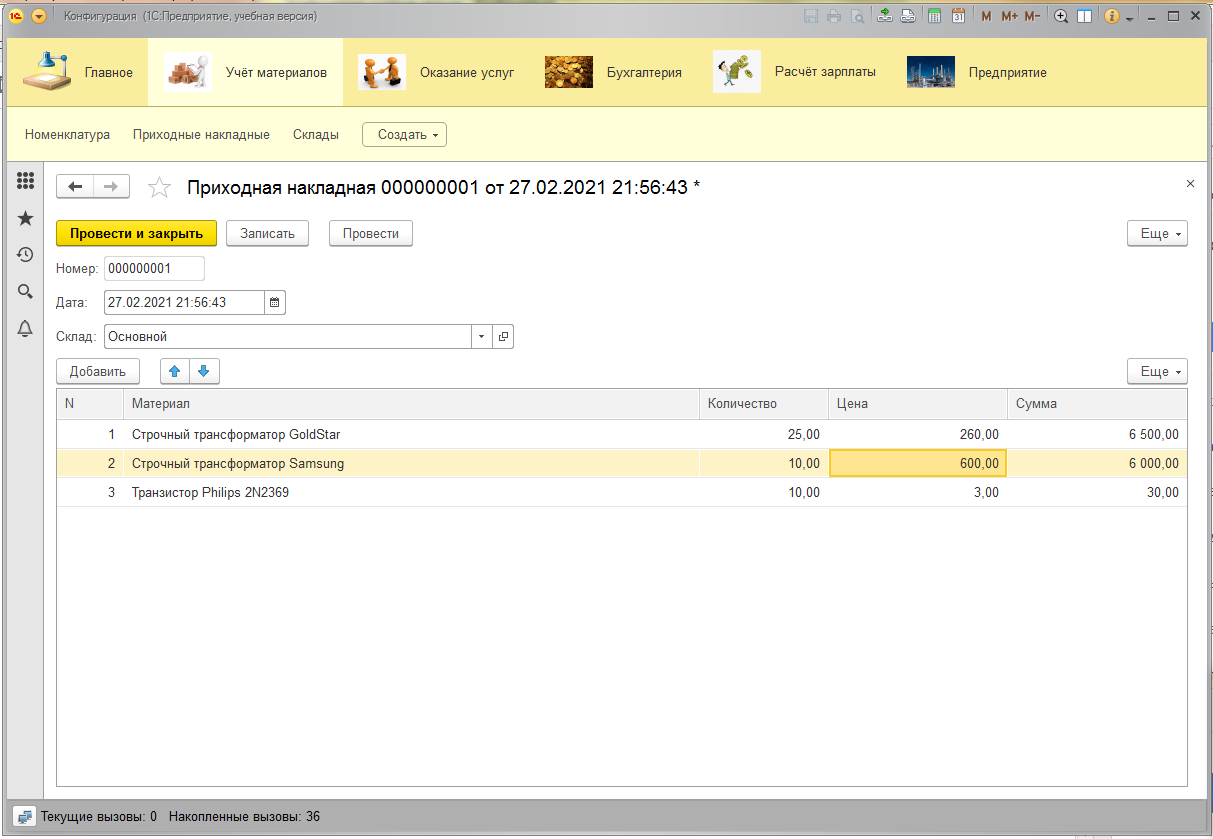 Конфигурация (1С:Предприятие, учебная версия) 31 M M+ M-
Главное Учёт материалов Оказание услуг Бухгалтерия Расчёт зарплаты Предприятие
Номенклатура Приходные накладные Склады Создать
Приходная накладная 000000001 от 27.02.2021 21:56:43 *
Провести и закрыть Записать Провести Еще
Номер: 000000001
Дата: 27.02.2021 21:56:43
Склад: Основной
Добавить Еще
N Материал Количество Цена Сумма
1 Строчный трансформатор GoldStar 25,00 260,00 6 500,00
2 Строчный трансформатор Samsung 10,00 600,00 6 000,00
3 Транзистор Philips 2N2369 10,00 3,00 30,00
Текущие вызовы: 0 Накопленные вызовы: 36